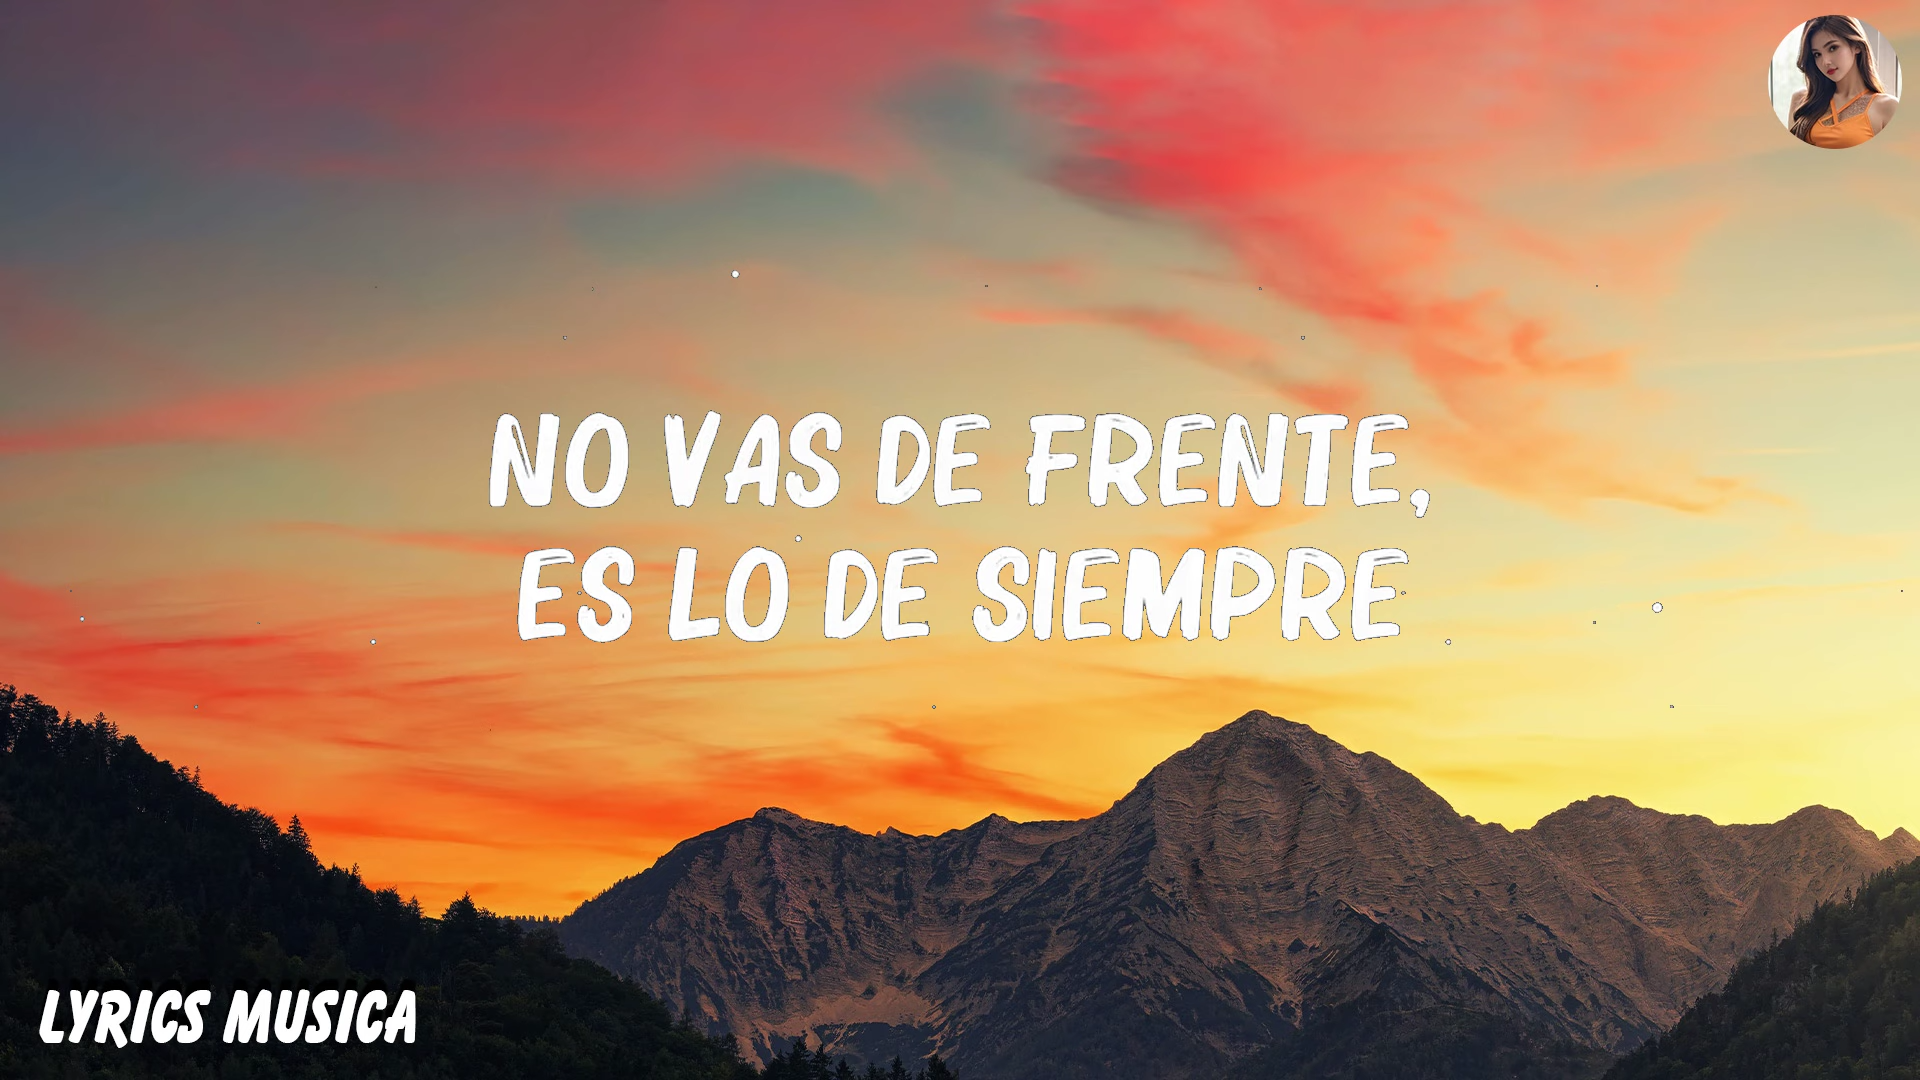 NO VAS DE FRENTE,
ES LO DE SIEMPRE
LYRICS MUSICA